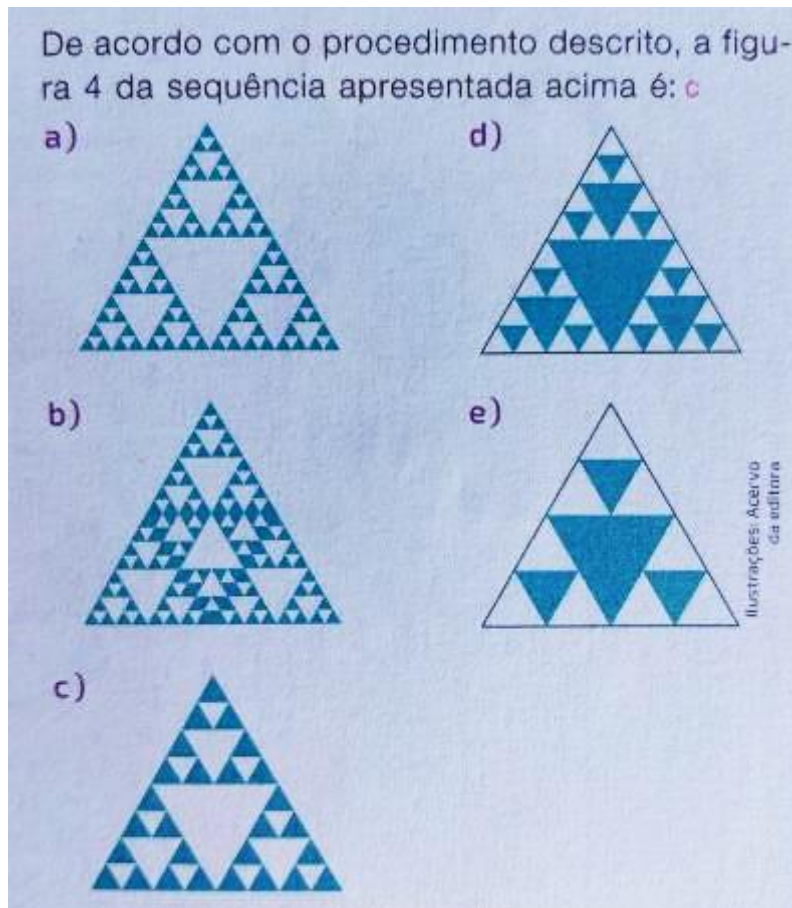 De acordo com o procedimento descrito, a figu-
ra 4 da sequência apresentada acima é: c
a)
d)
b)
e)
c)
Ilustrações: Acervo
da editora